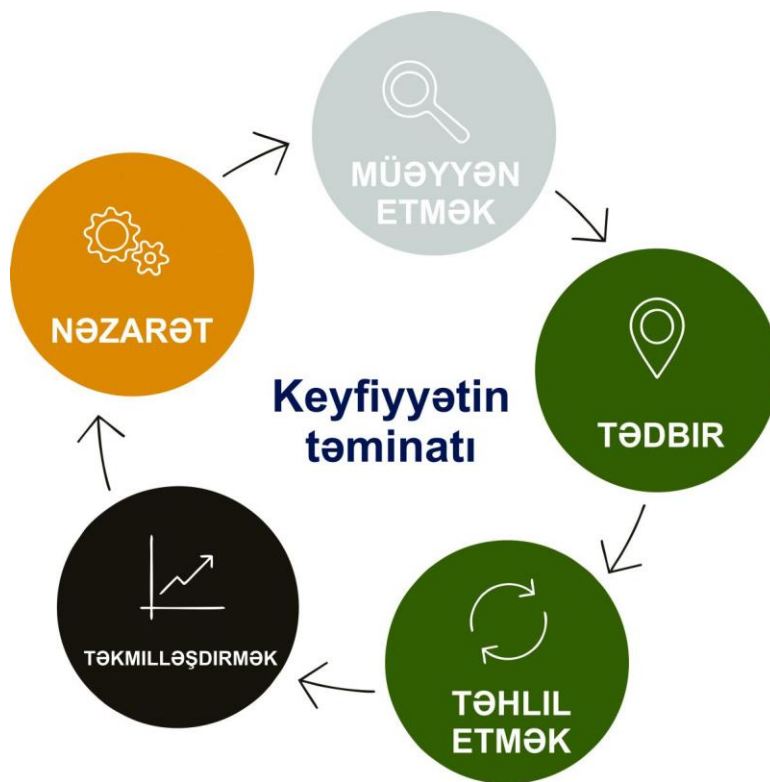 MÜƏYYƏN
ETMƏK
NƏZARƏT
Keyfiyyətin
təminatı
TƏDBIR
TƏKMILLƏŞDIRMƏK
TƏHLIL
ETMƏK